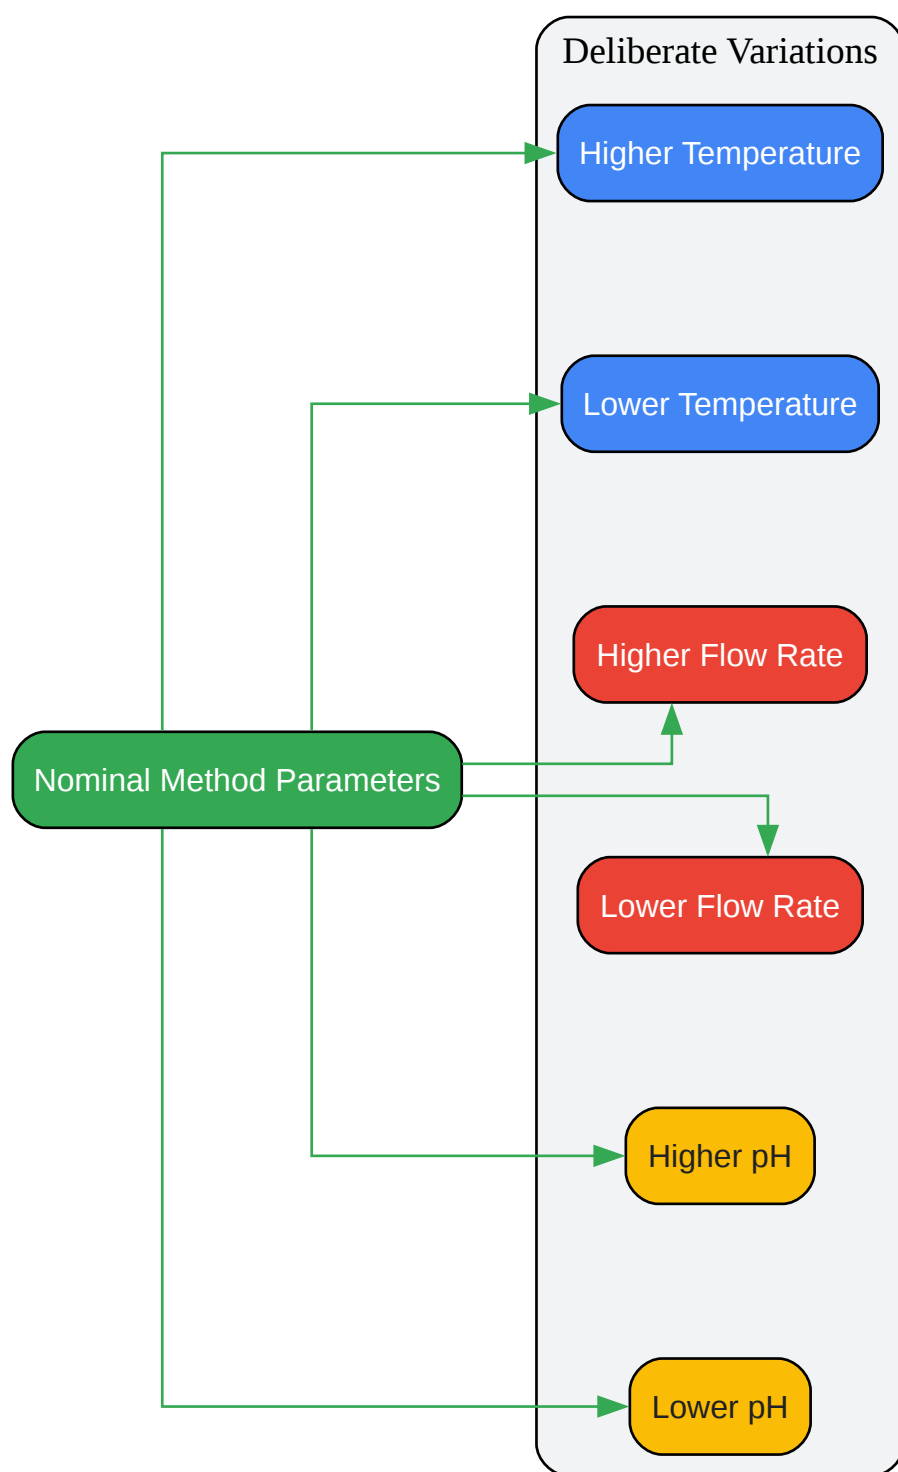 Deliberate Variations
Higher Temperature
Lower Temperature
Higher Flow Rate
Nominal Method Parameters
Lower Flow Rate
Higher pH
Lower pH